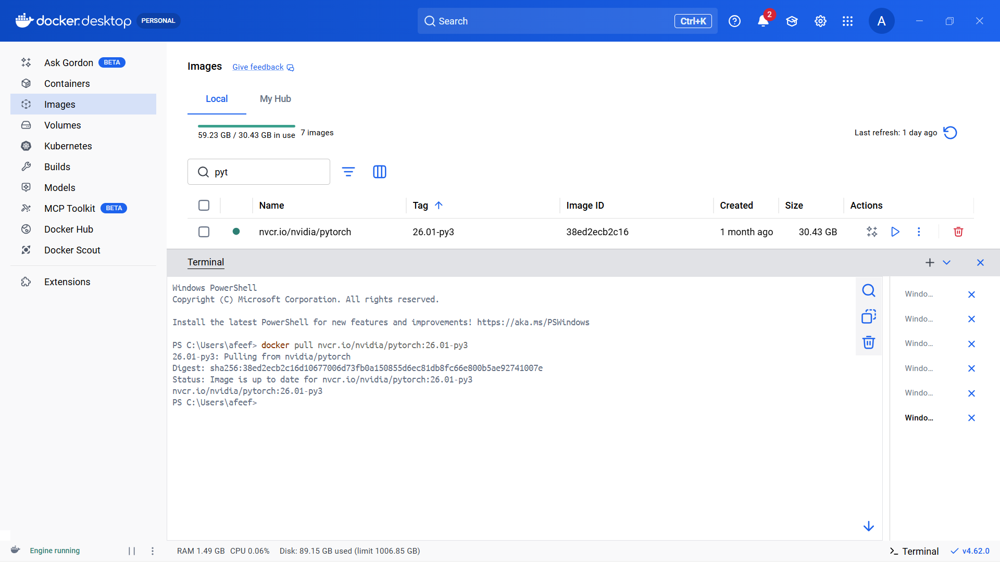 docker.desktop PERSONAL
Search Ctrl+K
2
A
Ask Gordon BETA
Containers
Images
Volumes
Kubernetes
Builds
Models
MCP Toolkit BETA
Docker Hub
Docker Scout
Extensions
Images Give feedback
Local My Hub
59.23 GB / 30.43 GB in use 7 images
Last refresh: 1 day ago
pyt
Name Tag Image ID Created Size Actions
nvcr.io/nvidia/pytorch 26.01-py3 38ed2ecb2c16 1 month ago 30.43 GB
Terminal
Windows PowerShell
Copyright (C) Microsoft Corporation. All rights reserved.
Install the latest PowerShell for new features and improvements! https://aka.ms/PSWindows
PS C:\Users\afeef> docker pull nvcr.io/nvidia/pytorch:26.01-py3
26.01-py3: Pulling from nvidia/pytorch
Digest: sha256:38ed2ecb2c16d10677006d73fb0a150855d6ec81db8fc66e800b5ae92741007e
Status: Image is up to date for nvcr.io/nvidia/pytorch:26.01-py3
nvcr.io/nvidia/pytorch:26.01-py3
PS C:\Users\afeef>
Windo...
Windo...
Windo...
Windo...
Windo...
Windo...
Engine running
RAM 1.49 GB CPU 0.06% Disk: 89.15 GB used (limit 1006.85 GB)
Terminal v4.62.0